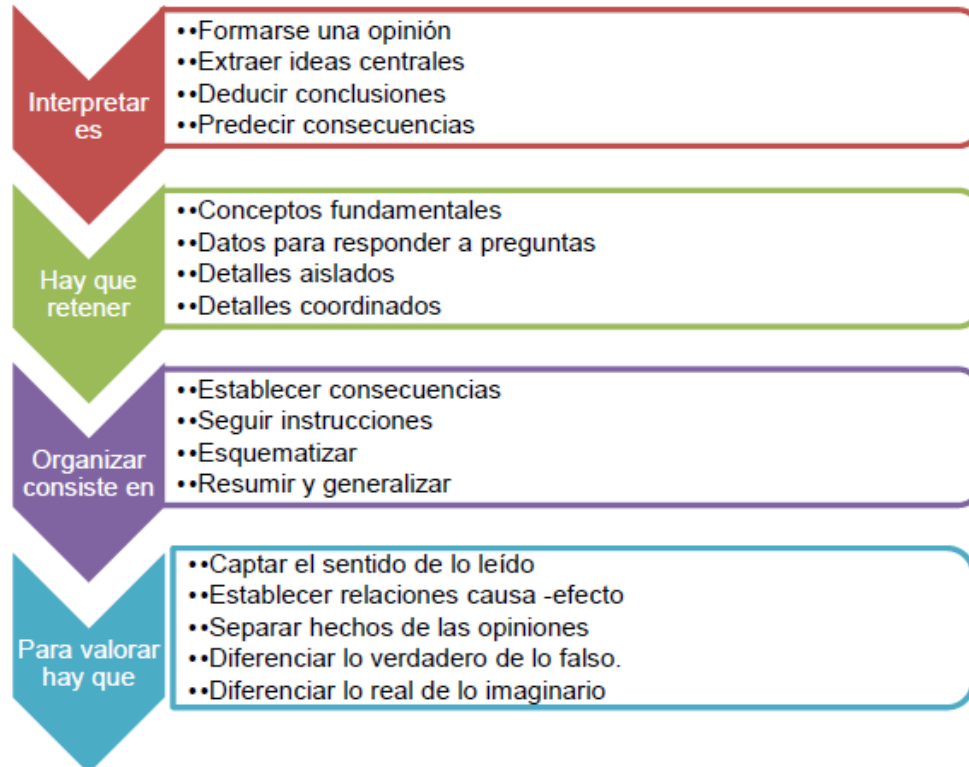 Interpretar
es
••Formarse una opinión
••Extraer ideas centrales
••Deducir conclusiones
••Predecir consecuencias
Hay que
retener
••Conceptos fundamentales
••Datos para responder a preguntas
••Detalles aislados
••Detalles coordinados
Organizar
consiste en
••Establecer consecuencias
••Seguir instrucciones
••Esquematizar
••Resumir y generalizar
Para valorar
hay que
••Captar el sentido de lo leído
••Establecer relaciones causa -efecto
••Separar hechos de las opiniones
••Diferenciar lo verdadero de lo falso.
••Diferenciar lo real de lo imaginario